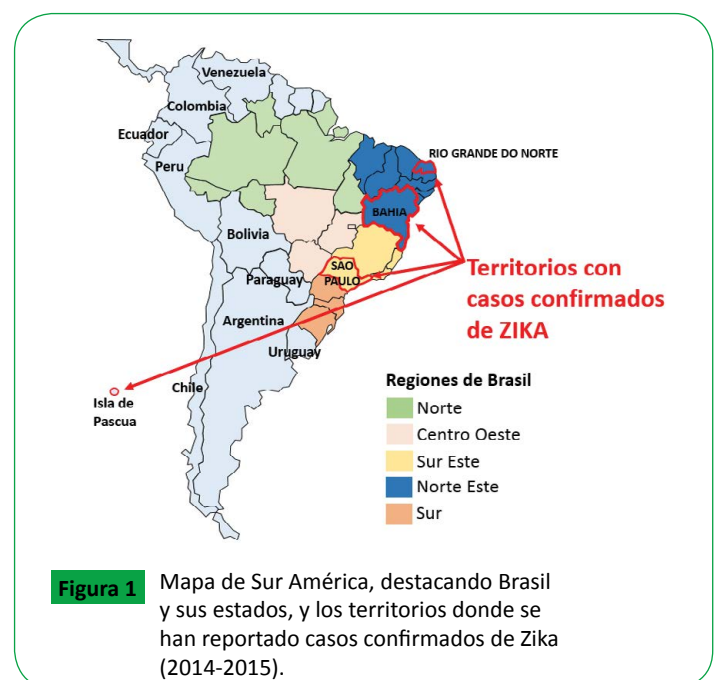 Venezuela
Colombia
Ecuador
Peru
RIO GRANDE DO NORTE
BAHIA
Bolivia
SAO
PAULO
Paraguay
Territorios con
casos confirmados
de ZIKA
Argentina
Uruguay
Chile
Isla de
Pascua
Regiones de Brasil
Norte
Centro Oeste
Sur Este
Norte Este
Sur
Figura 1
Mapa de Sur América, destacando Brasil
y sus estados, y los territorios donde se
han reportado casos confirmados de Zika
(2014-2015).